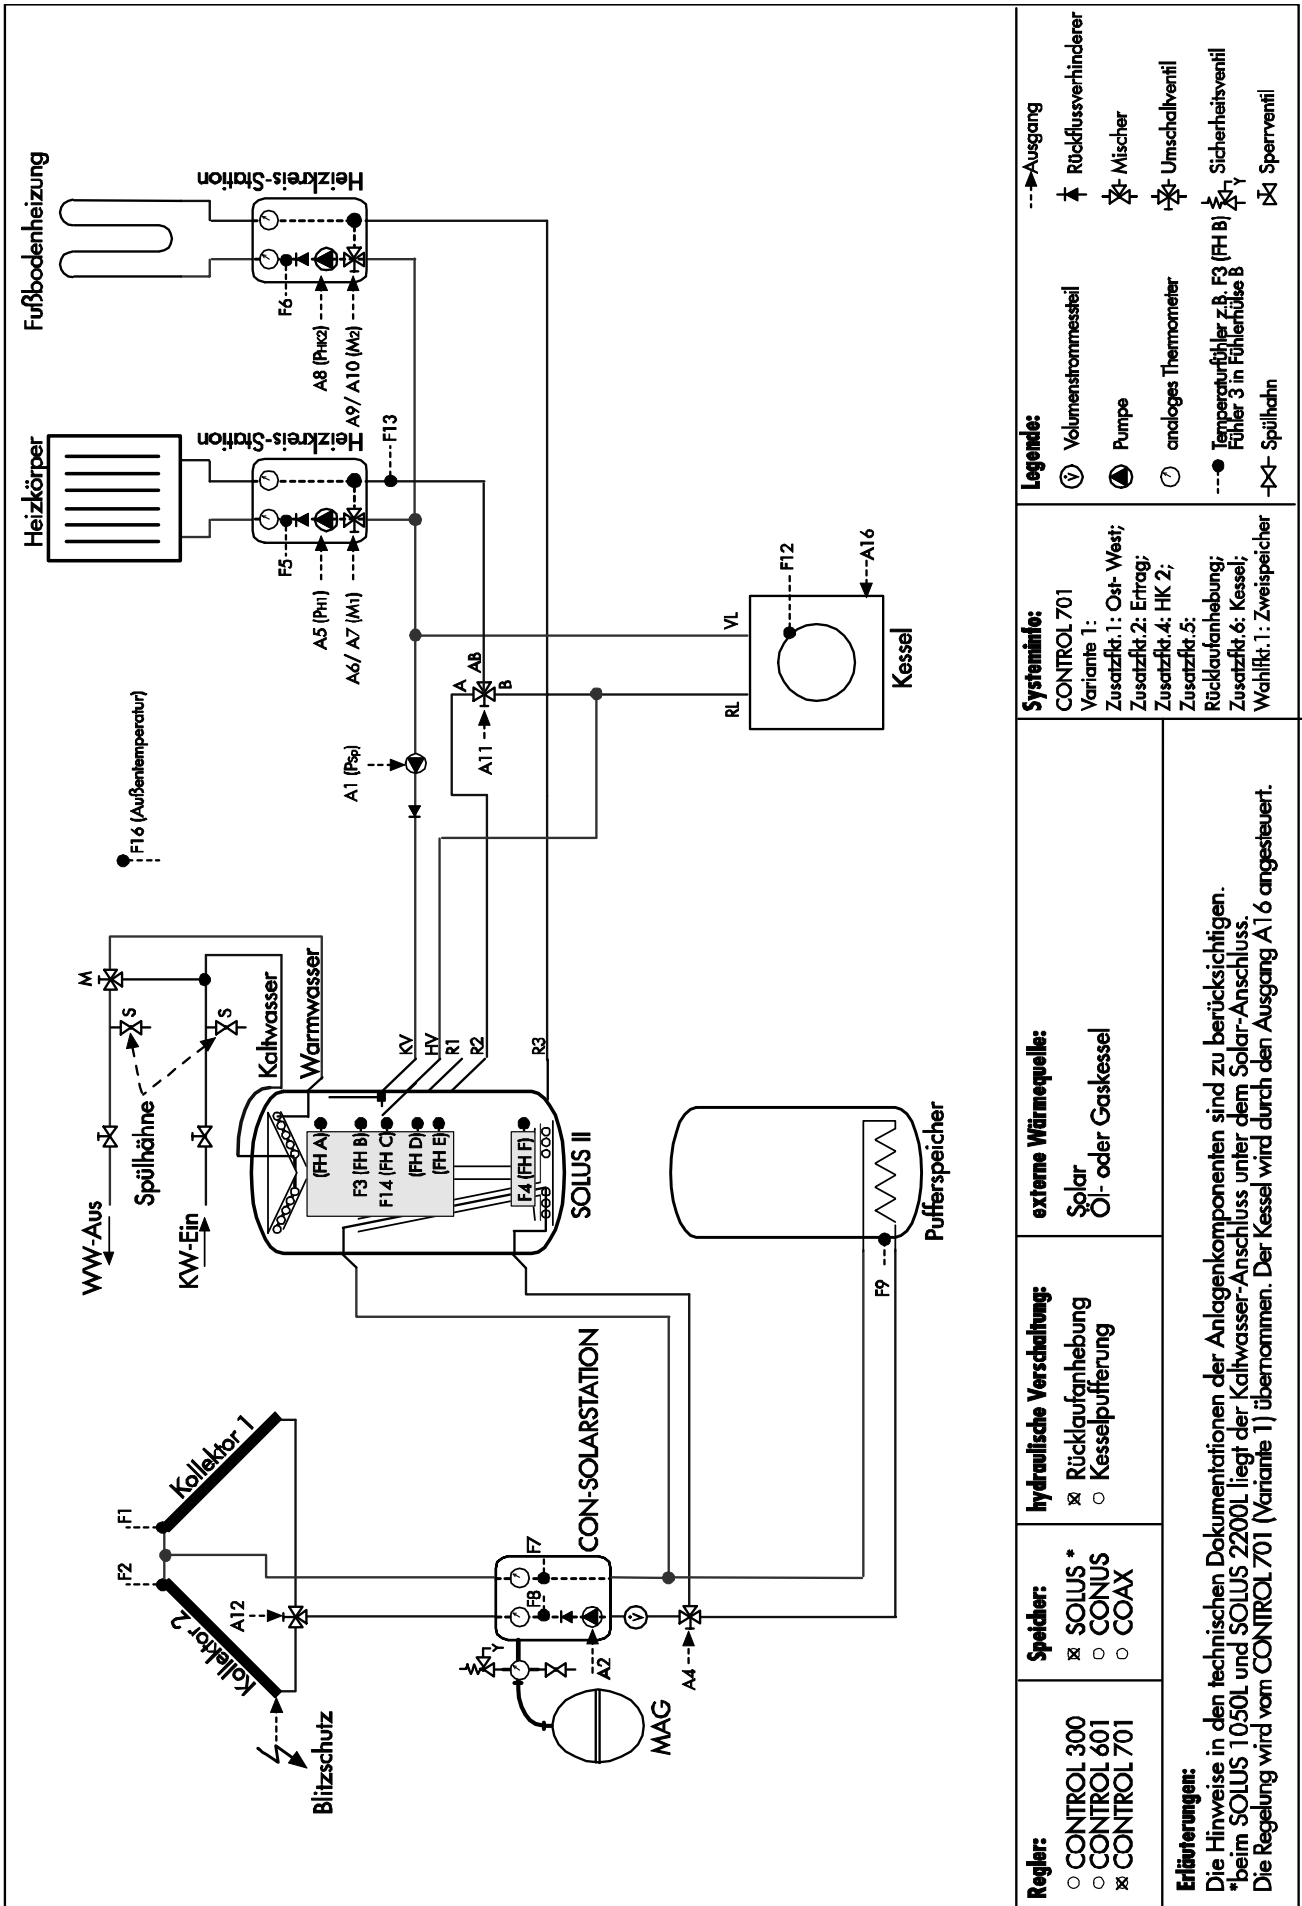 Fußbodenheizung
Heizkreis-Station
F6
A8 (PHK2)
A9/ A10 (M2)
Heizkörper
Heizkreis-Station
F5
A5 (PH1)
A6/ A7 (M1)
F13
F16 (Außentemperatur)
A1 (PSp)
A
AB
B
A11
VL
RL
F12
A16
Kessel
M
S
S
Spülhähne
WW-Aus
KW-Ein
Kaltwasser
Warmwasser
KV
HV
R1
R2
R3
(FH A)
F3 (FH B)
F14 (FH C)
(FH D)
(FH E)
F4 (FH F)
SOLUS II
Pufferspeicher
F9
Kollektor 1
Kollektor 2
F1
F2
A12
Blitzschutz
CON-SOLARSTATION
F7
F8
V
Y
A2
A4
MAG
Regler:
CONTROL 300
CONTROL 601
CONTROL 701
Speicher:
SOLUS *
CONUS
COAX
hydraulische Verschaltung:
Rücklaufanhebung
Kesselpufferung
externe Wärmequelle:
Solar
Öl- oder Gaskessel
Systeminfo:
CONTROL 701
Variante 1:
Zusatzfkt.1: Ost- West;
Zusatzfkt.2: Ertrag;
Zusatzfkt.4: HK 2;
Zusatzfkt.5:
Rücklaufanhebung;
Zusatzfkt.6: Kessel;
Wahlfkt.1: Zweispeicher
Legende:
V Volumenstrommessteil
Pumpe
analoges Thermometer
Temperaturfühler z.B. F3 (FH B)
Fühler 3 in Fühlerhülse B
Spülhahn
Ausgang
Rückflussverhinderer
Mischer
Umschaltventil
Y Sicherheitsventil
Sperrventil
Erläuterungen:
Die Hinweise in den technischen Dokumentationen der Anlagenkomponenten sind zu berücksichtigen.
*beim SOLUS 1050L und SOLUS 2200L liegt der Kaltwasser-Anschluss unter dem Solar-Anschluss.
Die Regelung wird vom CONTROL 701 (Variante 1) übernommen. Der Kessel wird durch den Ausgang A16 angesteuert.